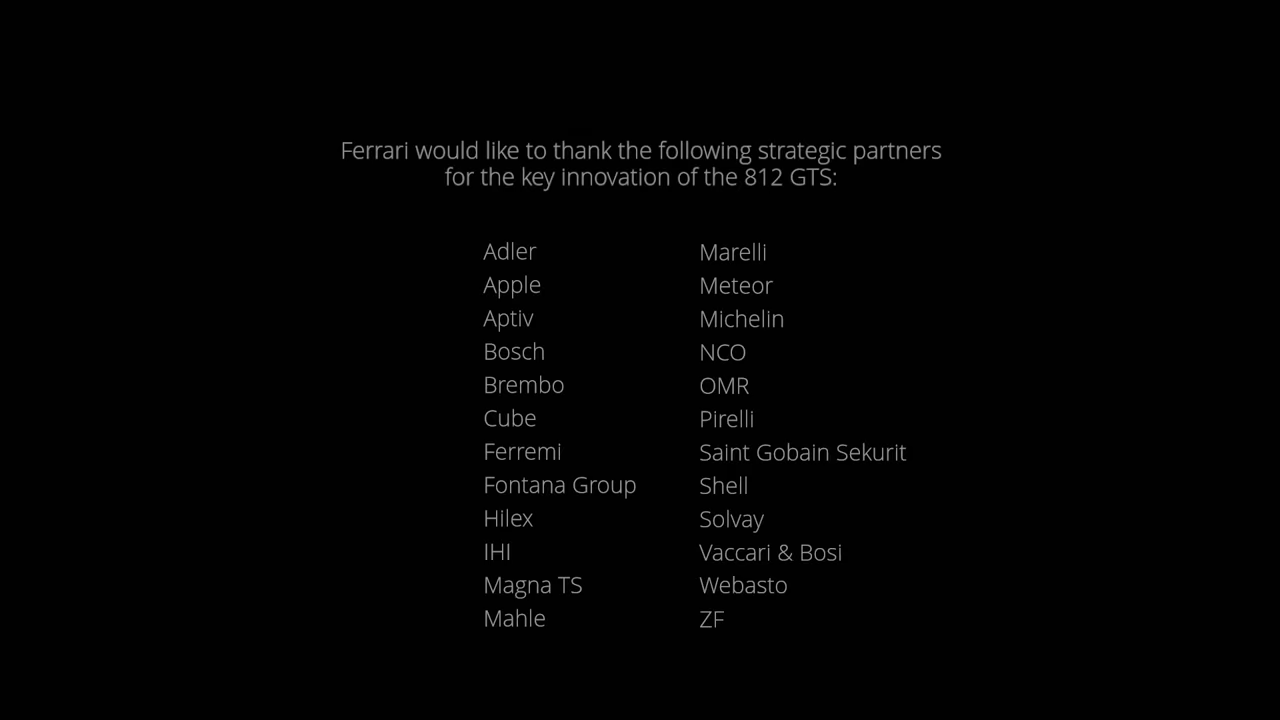 Ferrari would like to thank the following strategic partners
for the key innovation of the 812 GTS:
Adler
Apple
Aptiv
Bosch
Brembo
Cube
Ferremi
Fontana Group
Hilex
IHI
Magna TS
Mahle
Marelli
Meteor
Michelin
NCO
OMR
Pirelli
Saint Gobain Sekurit
Shell
Solvay
Vaccari & Bosi
Webasto
ZF